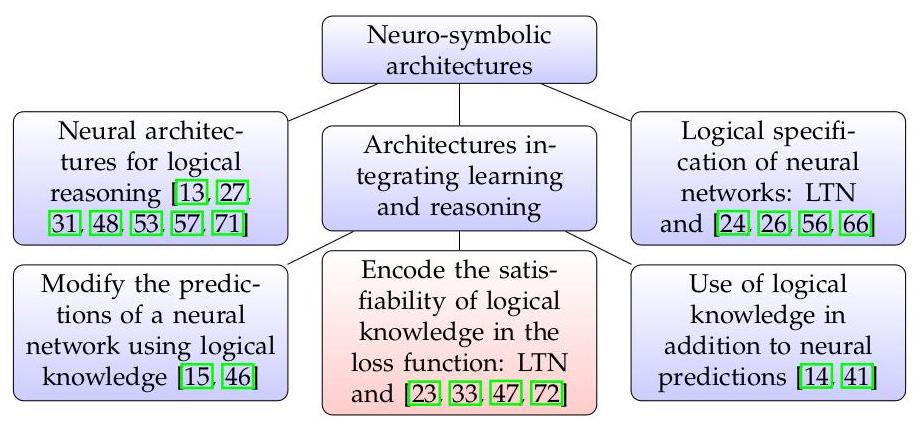 Neuro-symbolic
architectures
Neural architec-
tures for logical
reasoning [13, 27,
31, 48, 53, 57, 71]
Architectures in-
tegrating learning
and reasoning
Logical specifi-
cation of neural
networks: LTN
and [24, 26, 56, 66]
Modify the predic-
tions of a neural
network using logical
knowledge [15, 46]
Encode the satis-
fiability of logical
knowledge in the
loss function: LTN
and [23, 33, 47, 72]
Use of logical
knowledge in
addition to neural
predictions [14, 41]